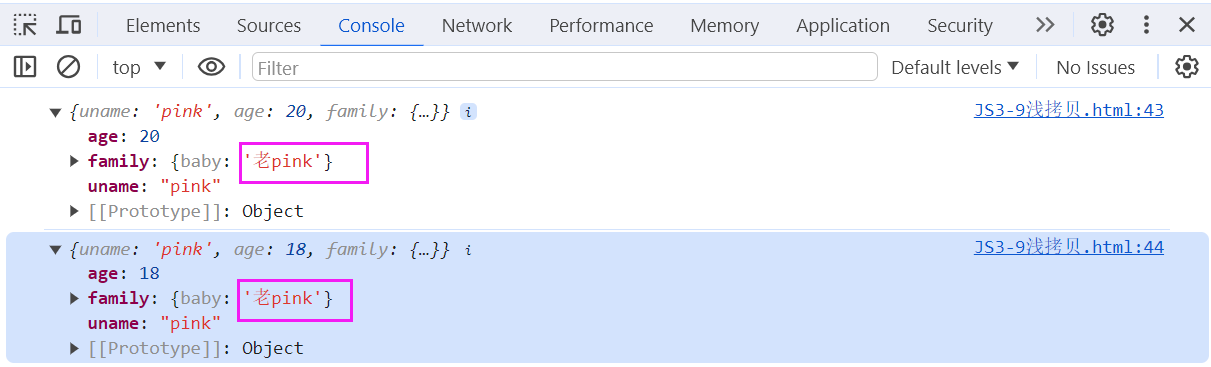 Elements Sources Console Network Performance Memory Application Security
top Filter Default levels No Issues
{uname: 'pink', age: 20, family: {…}} i JS3-9浅拷贝.html:43
age: 20
family: {baby: '老pink'}
uname: "pink"
[[Prototype]]: Object
{uname: 'pink', age: 18, family: {…}} i JS3-9浅拷贝.html:44
age: 18
family: {baby: '老pink'}
uname: "pink"
[[Prototype]]: Object